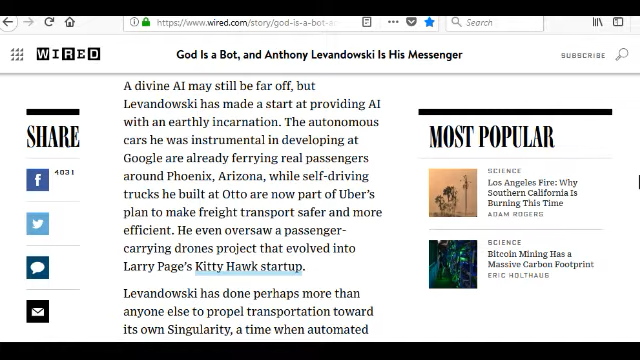 https://www.wired.com/story/god-is-a-bot-a
Search
WIRED
God Is a Bot, and Anthony Levandowski Is His Messenger
SUBSCRIBE
A divine AI may still be far off, but
Levandowski has made a start at providing AI
with an earthly incarnation. The autonomous
cars he was instrumental in developing at
Google are already ferrying real passengers
around Phoenix, Arizona, while self-driving
trucks he built at Otto are now part of Uber's
plan to make freight transport safer and more
efficient. He even oversaw a passenger-
carrying drones project that evolved into
Larry Page's Kitty Hawk startup.
Levandowski has done perhaps more than
anyone else to propel transportation toward
its own Singularity, a time when automated
SHARE
4031
MOST POPULAR
SCIENCE
Los Angeles Fire: Why
Southern California Is
Burning This Time
ADAM ROGERS
SCIENCE
Bitcoin Mining Has a
Massive Carbon Footprint
ERIC HOLTHAUS